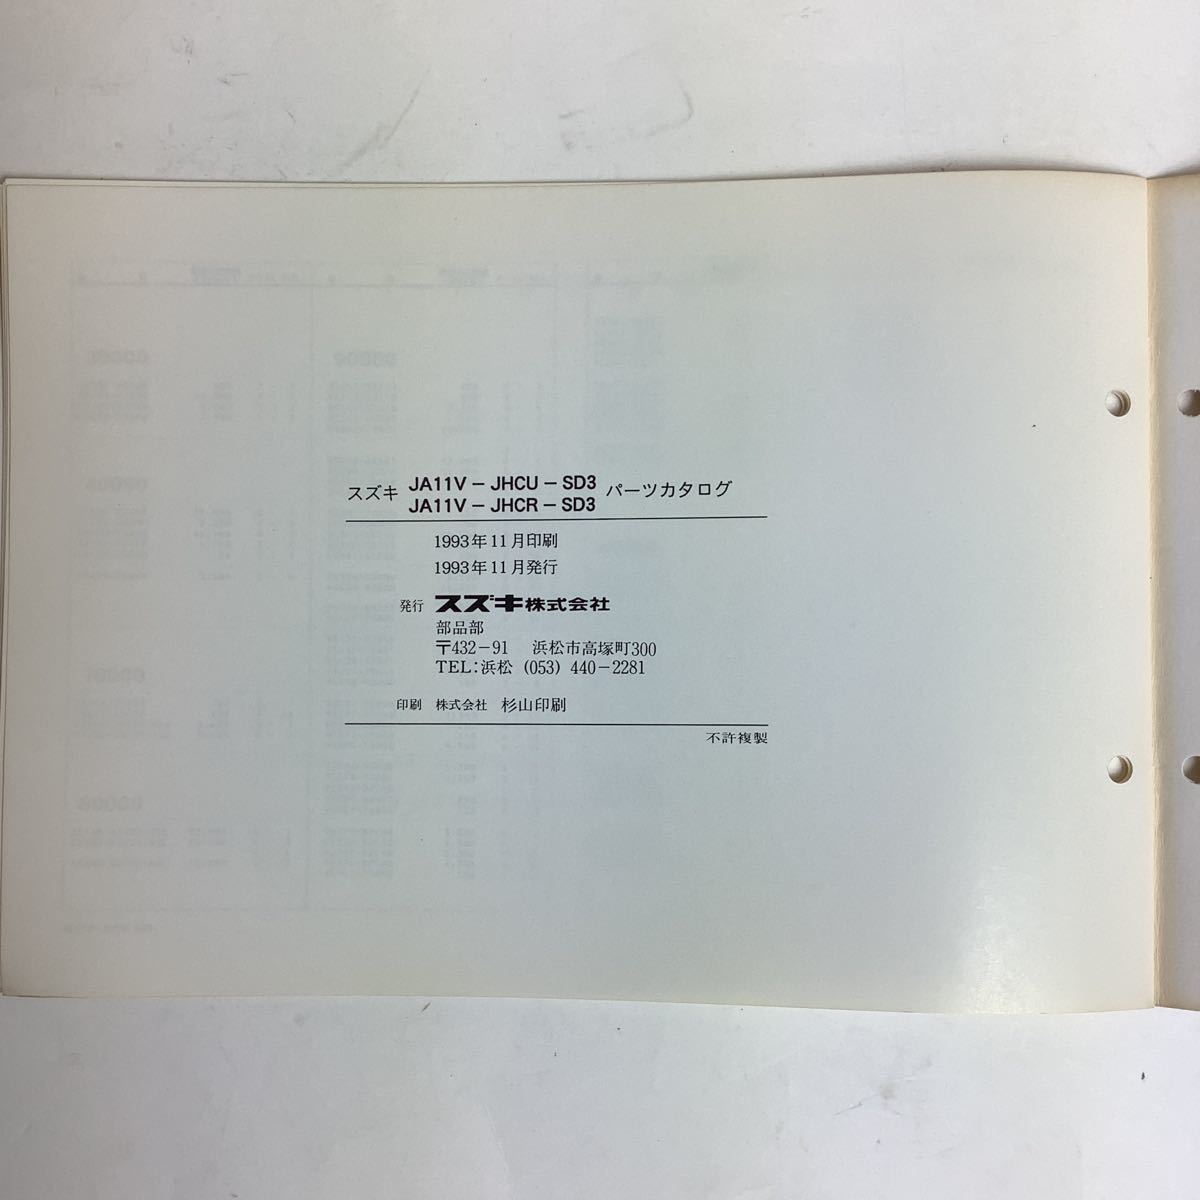 スズキ JA11V－JHCU－SD3 パーツカタログ
JA11V－JHCR－SD3
1993年11月印刷
1993年11月発行
発行 スズキ株式会社
部品部
〒432－91 浜松市高塚町300
TEL：浜松 (053) 440－2281
印刷 株式会社 杉山印刷
不許複製